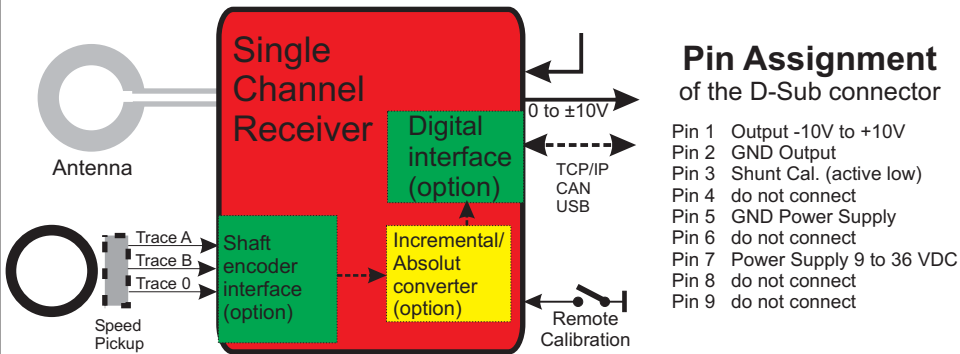 Single
Channel
Receiver
Antenna
Digital
interface
(option)
0 to ±10V
TCP/IP
CAN
USB
Trace A
Trace B
Trace 0
Speed
Pickup
Shaft
encoder
interface
(option)
Incremental/
Absolut
converter
(option)
Remote
Calibration
Pin Assignment
of the D-Sub connector
Pin 1 Output -10V to +10V
Pin 2 GND Output
Pin 3 Shunt Cal. (active low)
Pin 4 do not connect
Pin 5 GND Power Supply
Pin 6 do not connect
Pin 7 Power Supply 9 to 36 VDC
Pin 8 do not connect
Pin 9 do not connect